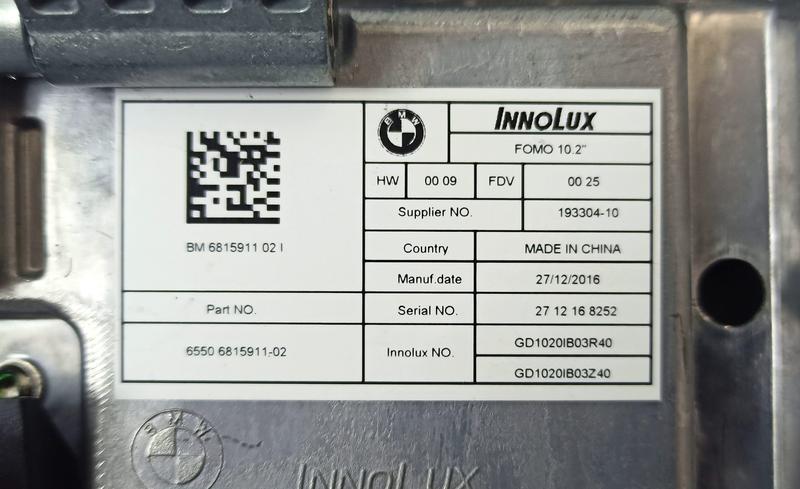 BMW
INNOLUX
FOMO 10.2"
HW 00 09 FDV 00 25
Supplier NO. 193304-10
BM 6815911 02 I
Country MADE IN CHINA
Manuf.date 27/12/2016
Part NO.
Serial NO. 27 12 16 8252
6550 6815911-02
Innolux NO. GD1020IB03R40
GD1020IB03Z40
BMW
INNOLUX